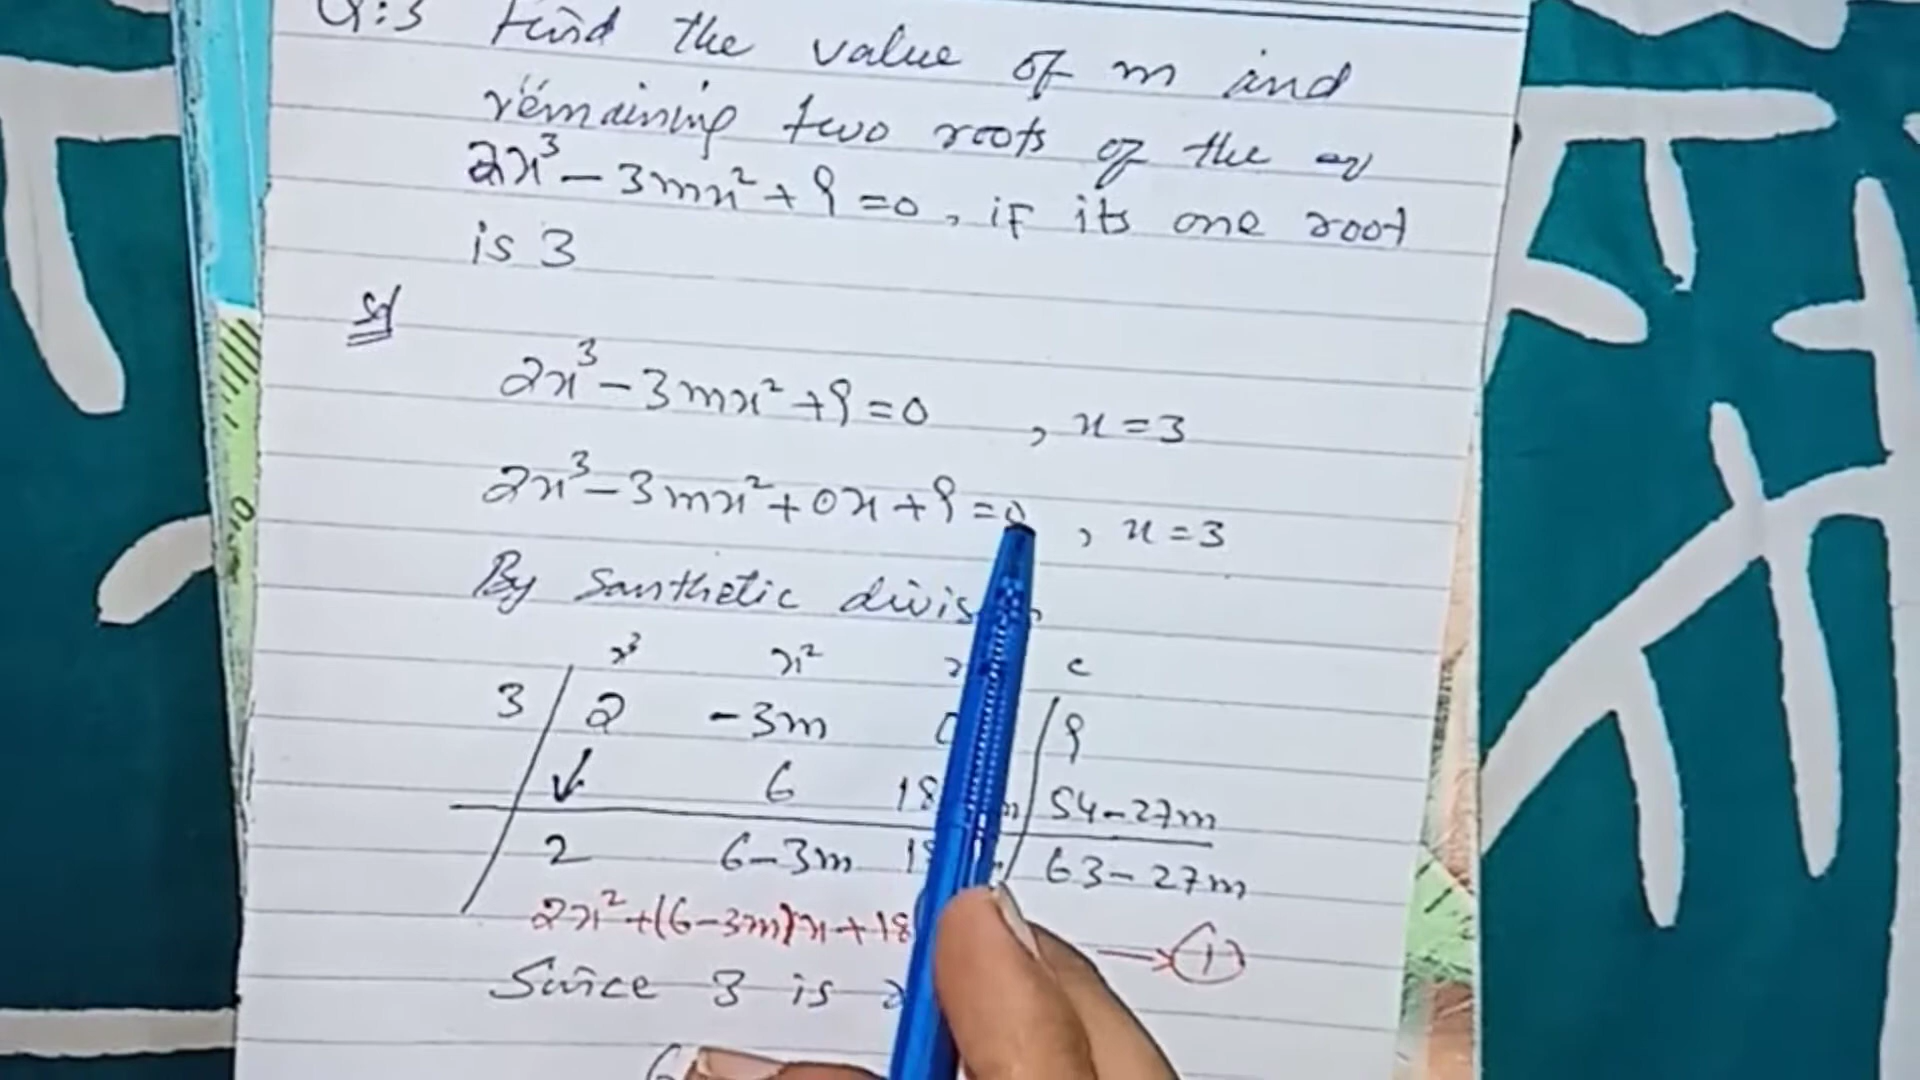 Q:3 Find the value of m and
remaining two roots of the eq
2x³ - 3mx² + 9 = 0, if its one root
is 3
Sol
2x³ - 3mx² + 9 = 0 , x = 3
2x³ - 3mx² + 0x + 9 = 0 , x = 3
By Santhetic
x³ x² c
3 2 -3m 9
6 18 54-27m
2 6-3m 63-27m
2x² + (6-3m)x + 18 → (1)
Since 3 is
6